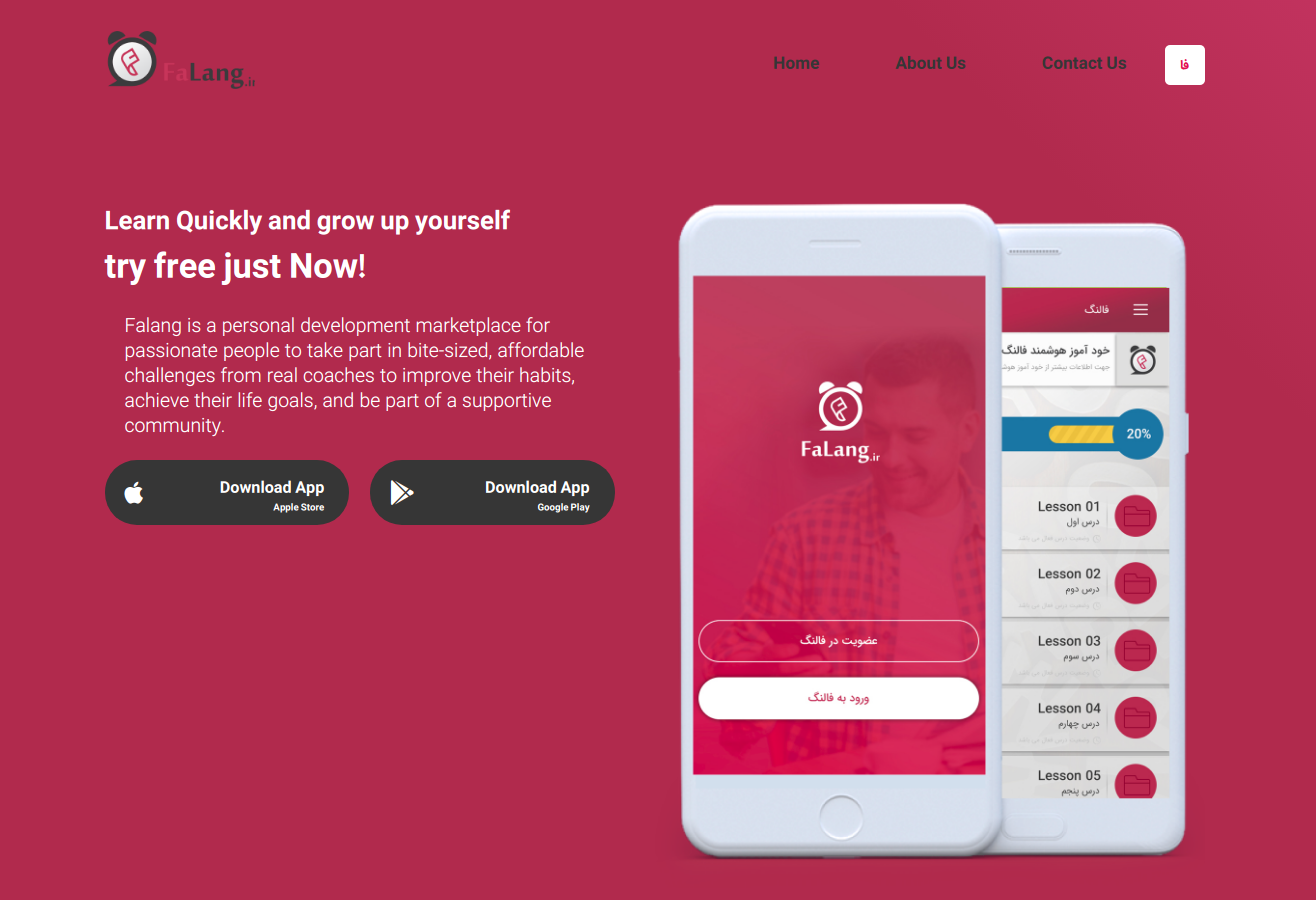 FaLang.ir
Home
About Us
Contact Us
فا
Learn Quickly and grow up yourself
try free just Now!
Falang is a personal development marketplace for
passionate people to take part in bite-sized, affordable
challenges from real coaches to improve their habits,
achieve their life goals, and be part of a supportive
community.
Download App
Apple Store
Download App
Google Play
FaLang.ir
عضویت در فالنگ
ورود به فالنگ
فالنگ
خود آموز هوشمند فالنگ
جهت اطلاعات بیشتر از خود آموز
20%
Lesson 01
درس اول
Lesson 02
درس دوم
Lesson 03
درس سوم
Lesson 04
درس چهارم
Lesson 05
درس پنجم